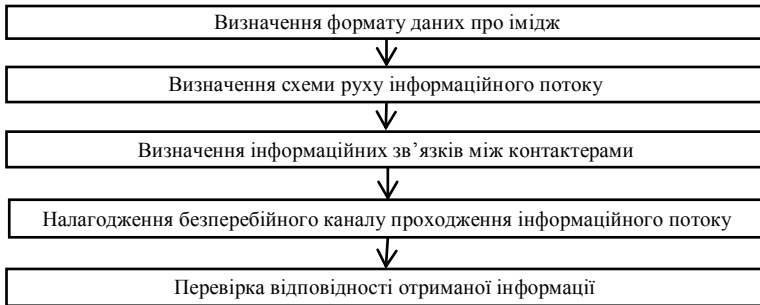 Визначення формату даних про імідж
Визначення схеми руху інформаційного потоку
Визначення інформаційних зв’язків між контактерами
Налагодження безперебійного каналу проходження інформаційного потоку
Перевірка відповідності отриманої інформації